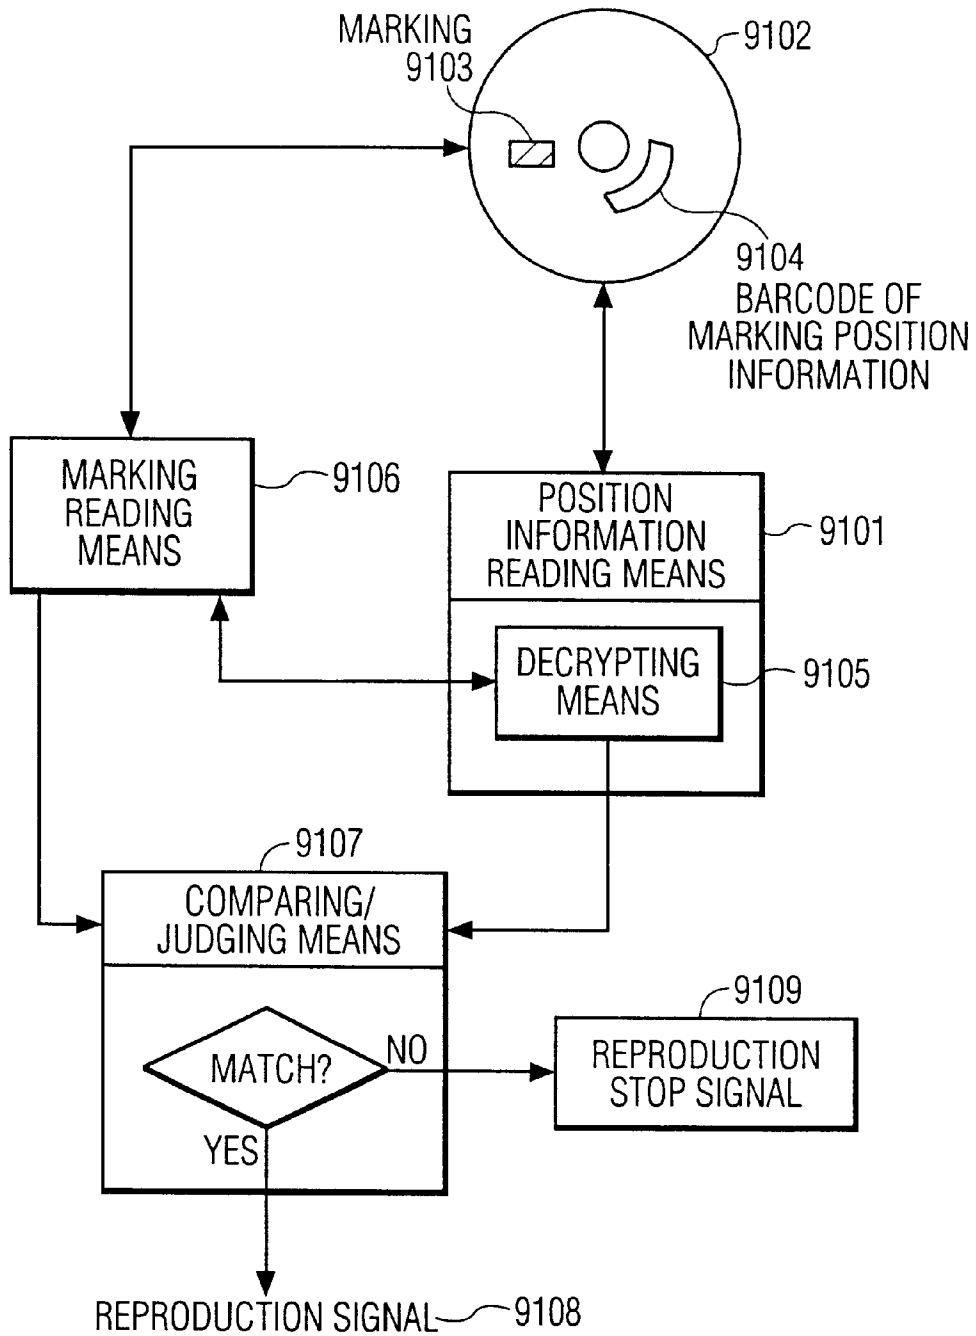 MARKING
9103
9102
9104
BARCODE OF
MARKING POSITION
INFORMATION
MARKING
READING
MEANS
9106
POSITION
INFORMATION
READING MEANS
9101
DECRYPTING
MEANS
9105
9107
COMPARING/
JUDGING MEANS
MATCH?
NO
YES
9109
REPRODUCTION
STOP SIGNAL
REPRODUCTION SIGNAL
9108